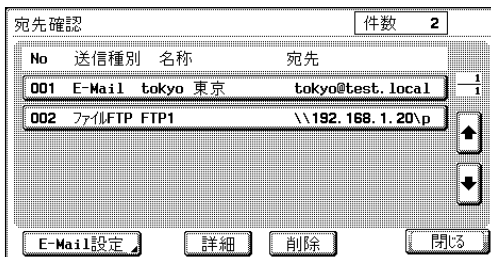 宛先確認 件数 2
No 送信種別 名称 宛先
001 E-Mail tokyo 東京 tokyo@test.local
1
1
002 ファイルFTP FTP1 \\192.168.1.20\p
E-Mail設定 詳細 削除 閉じる